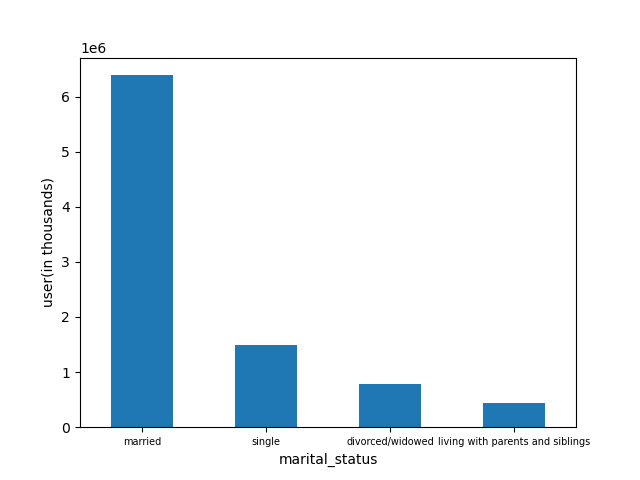 1e6
6
5
4
3
2
1
0
user(in thousands)
married single divorced/widowed living with parents and siblings
marital_status